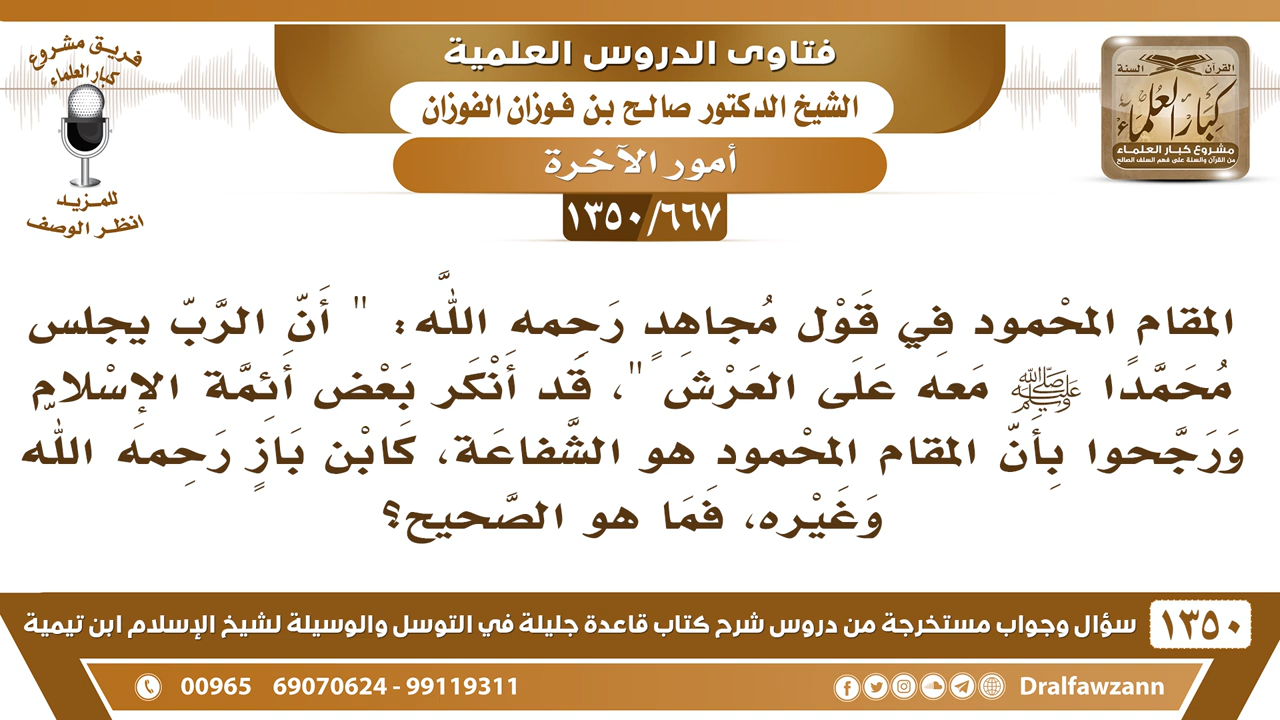 فريق مشروع
كبار العلماء
للمزيد
انظر الوصف
فتاوى الدروس العلمية
الشيخ الدكتور صالح بن فوزان الفوزان
أمور الآخرة
١٣٥٠/٦٦٧
القرآن السنة
كبار العلماء
مشروع كبار العلماء
من القرآن والسنة على فهم السلف الصالح
المقام المحْمود فِي قَوْل مُجاهدٍ رَحمه اللَّه: " أَنّ الرَّبّ يجلس
مُحَمَّدًا ﷺ مَعه عَلَى العَرْش "، قَد أَنْكَر بَعْض أَئمَّة الإسْلام
وَرَجَّحوا بِأنّ المقام المحْمود هو الشَّفاعَة، كَابْن بَازٍ رَحِمهَ اللَّه
وَغَيْره، فَمَا هو الصَّحيح؟
١٣٥٠ سؤال وجواب مستخرجة من دروس شرح كتاب قاعدة جليلة في التوسل والوسيلة لشيخ الإسلام ابن تيمية
00965 69070624 - 99119311
Dralfawzann